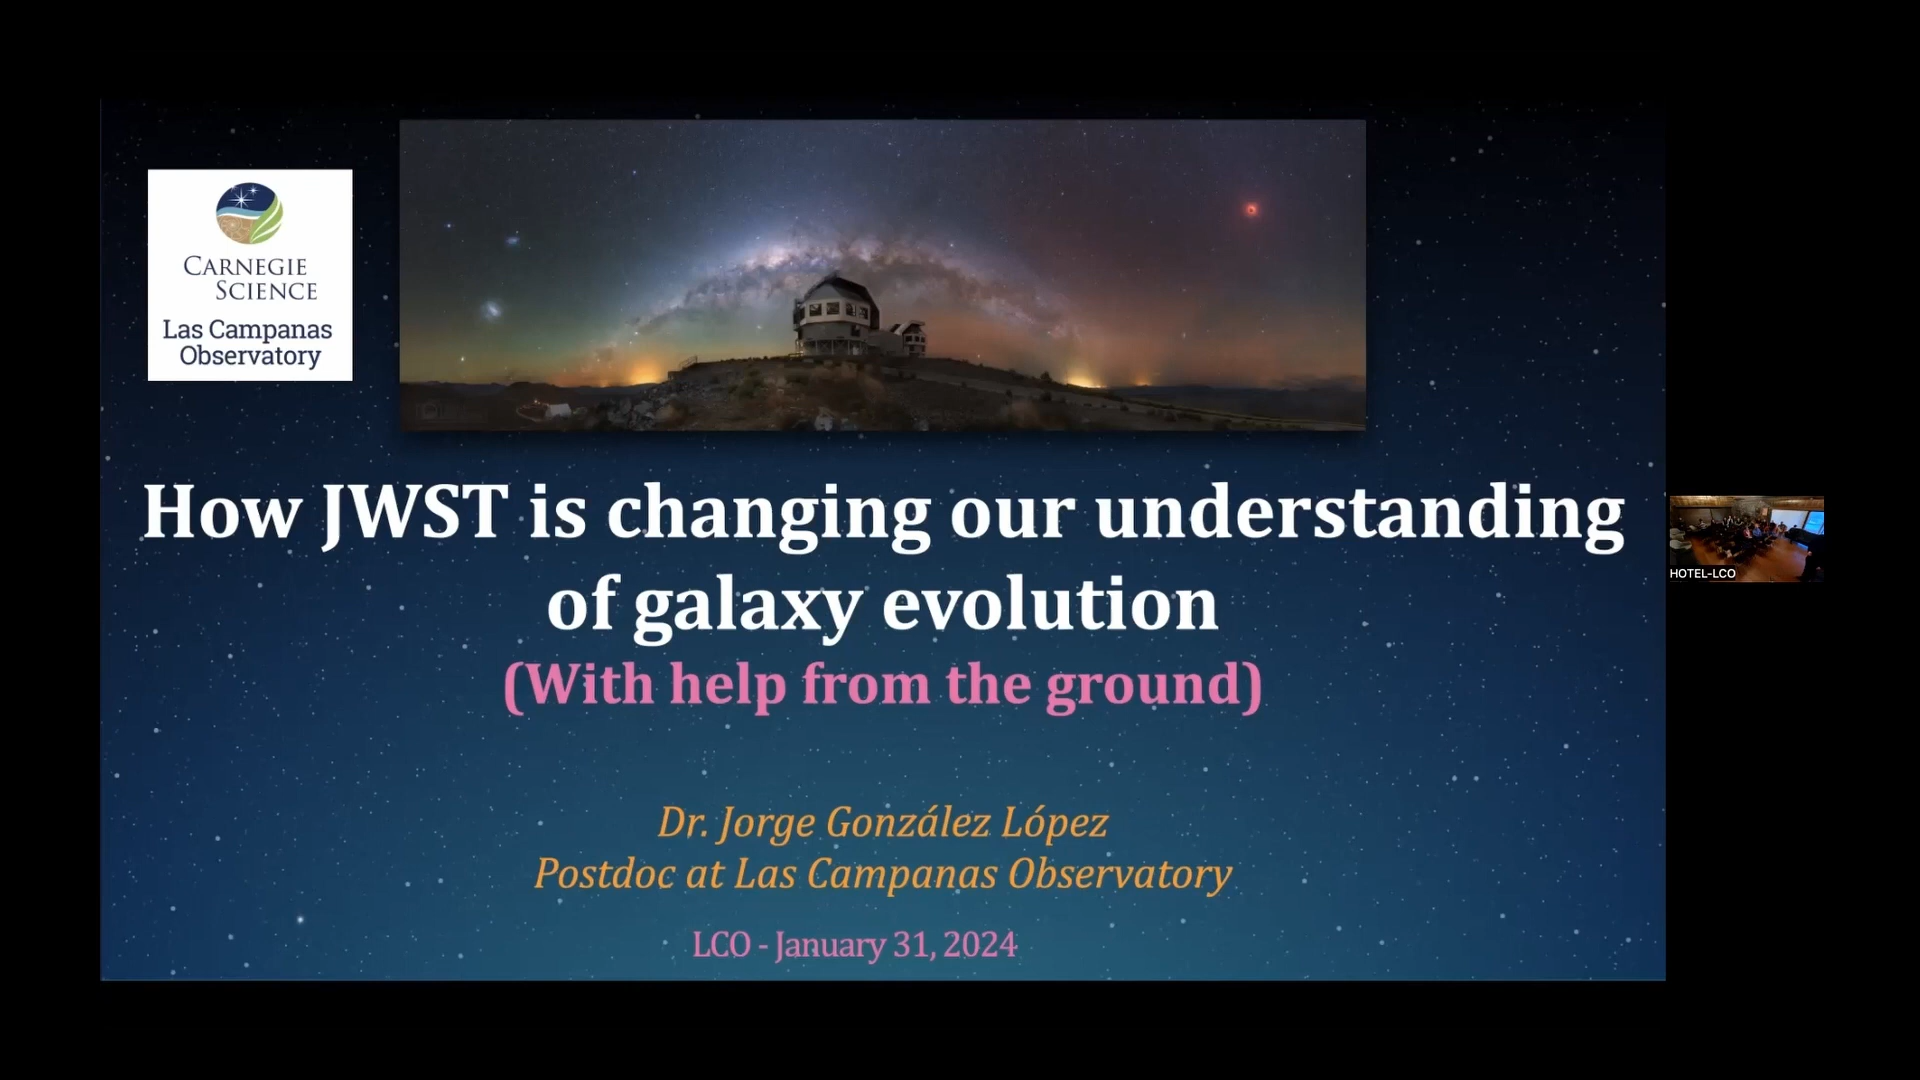 CARNEGIE
SCIENCE
Las Campanas
Observatory
How JWST is changing our understanding
of galaxy evolution
(With help from the ground)
Dr. Jorge González López
Postdoc at Las Campanas Observatory
LCO - January 31, 2024
HOTEL-LCO